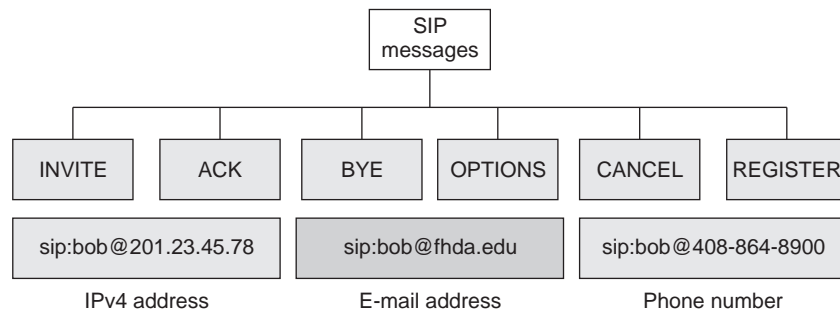 SIP
messages
INVITE ACK BYE OPTIONS CANCEL REGISTER
sip:bob@201.23.45.78 sip:bob@fhda.edu sip:bob@408-864-8900
IPv4 address E-mail address Phone number